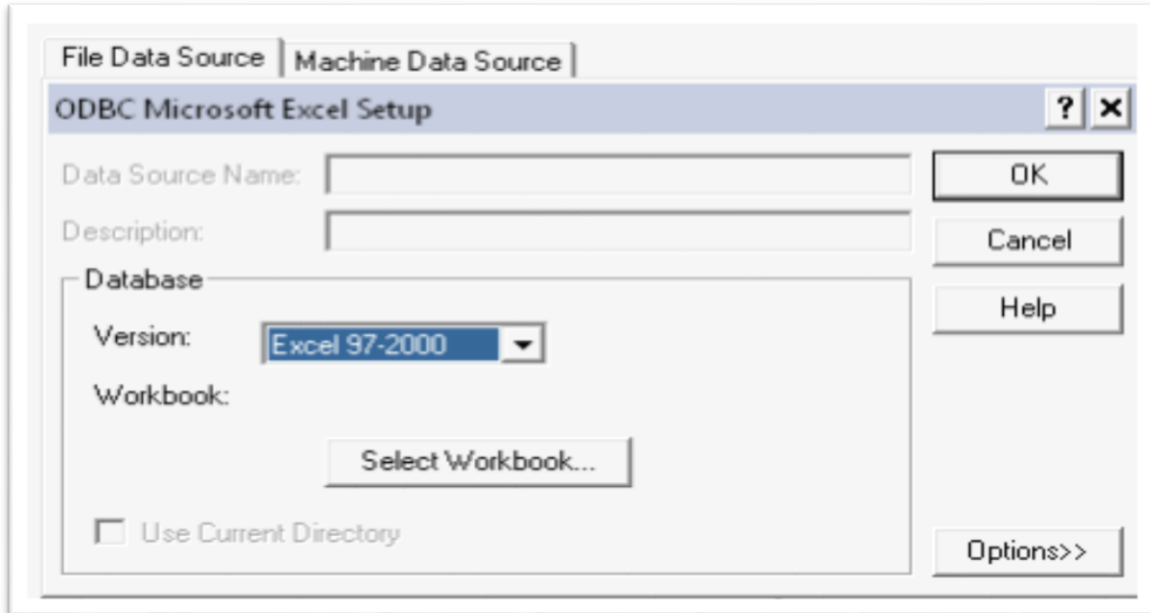 File Data Source
Machine Data Source
ODBC Microsoft Excel Setup
?
Data Source Name:
OK
Description:
Cancel
Database
Help
Version:
Excel 97-2000
Workbook:
Select Workbook...
Use Current Directory
Options>>